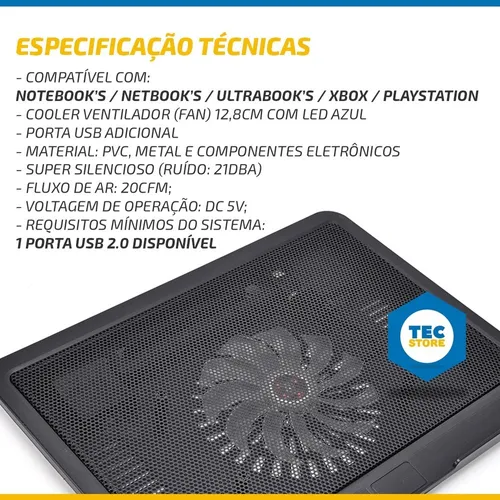 ESPECIFICAÇÃO TÉCNICAS
- COMPATÍVEL COM:
NOTEBOOK'S / NETBOOK'S / ULTRABOOK'S / XBOX / PLAYSTATION
- COOLER VENTILADOR (FAN) 12,8CM COM LED AZUL
- PORTA USB ADICIONAL
- MATERIAL: PVC, METAL E COMPONENTES ELETRÔNICOS
- SUPER SILENCIOSO (RUÍDO: 21DBA)
- FLUXO DE AR: 20CFM;
- VOLTAGEM DE OPERAÇÃO: DC 5V;
- REQUISITOS MÍNIMOS DO SISTEMA:
1 PORTA USB 2.0 DISPONÍVEL
TEC
STORE